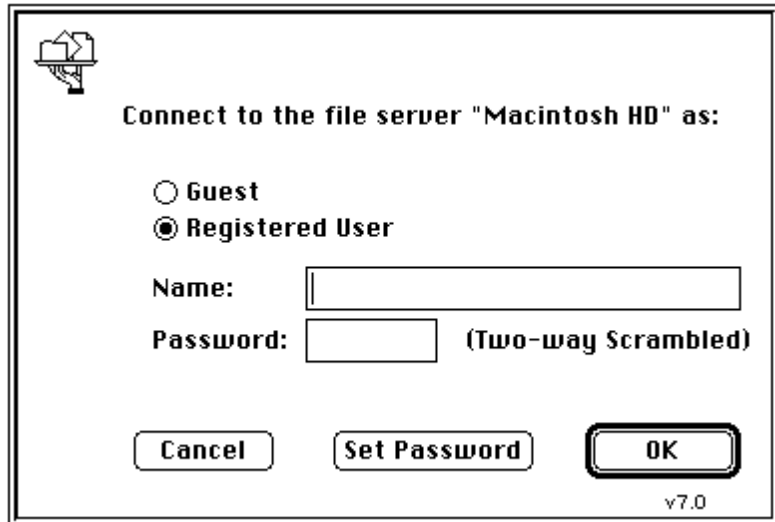 Connect to the file server "Macintosh HD" as:
Guest
Registered User
Name:
Password: (Two-way Scrambled)
Cancel Set Password OK
v7.0